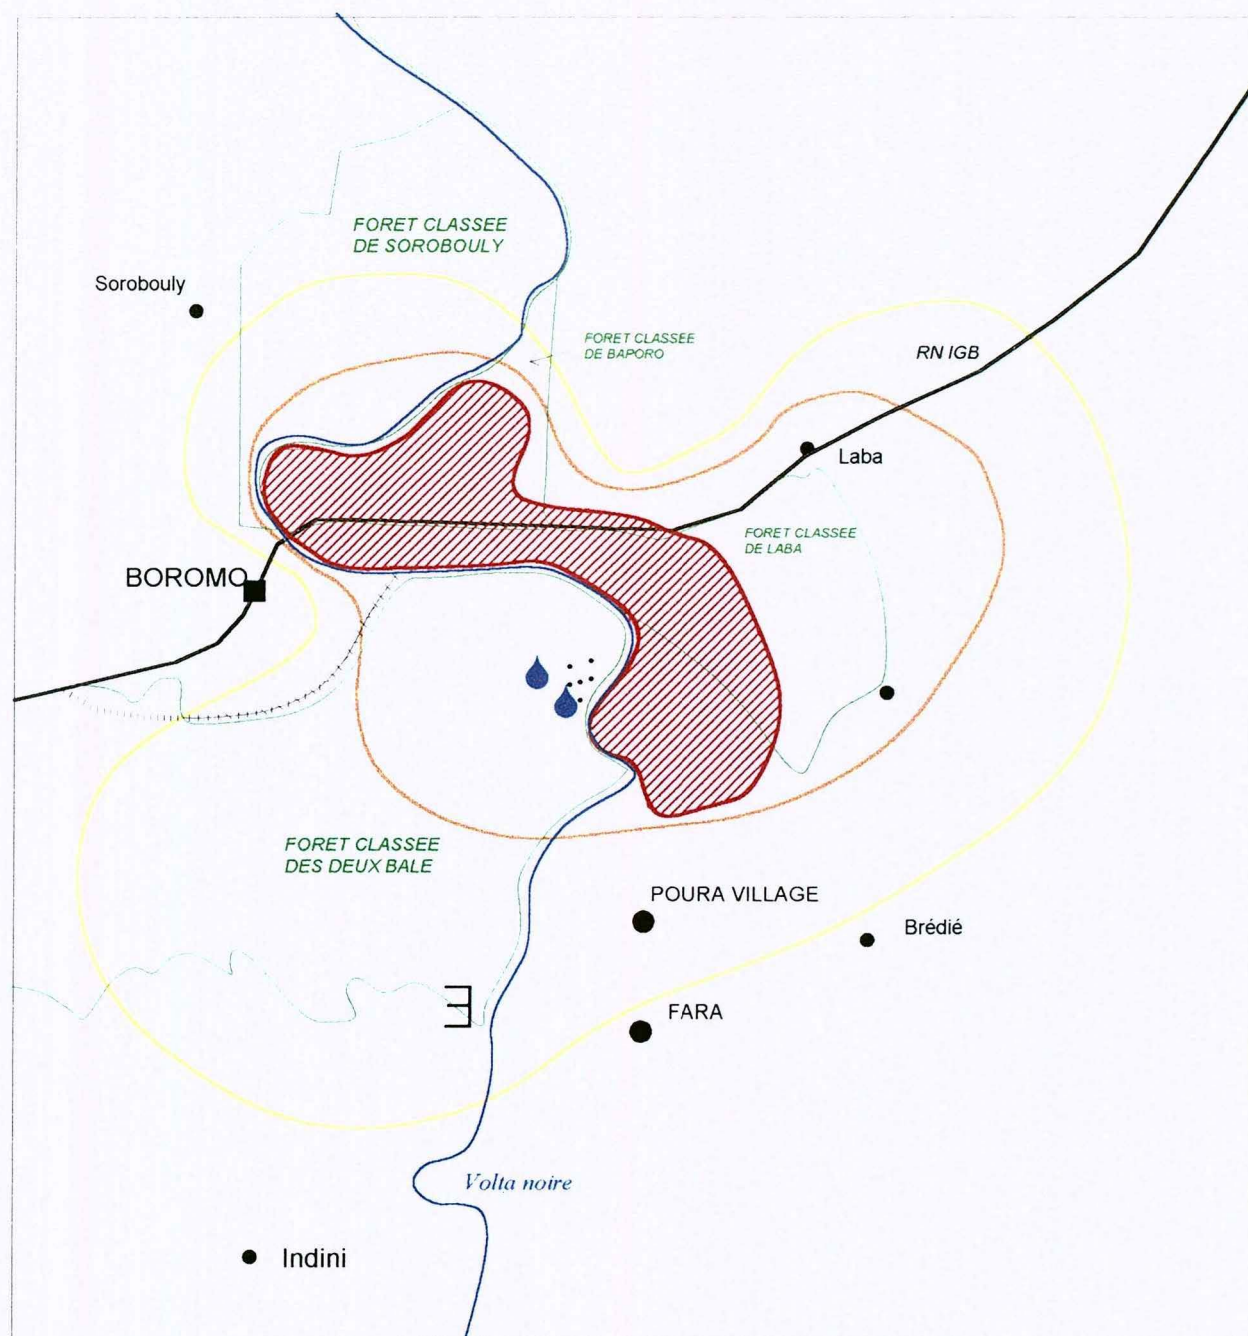 FORET CLASSEE
DE SOROBOULY
Sorobouly
FORET CLASSEE
DE BAPORO
RN IGB
Laba
FORET CLASSEE
DE LABA
BOROMO
FORET CLASSEE
DES DEUX BALE
POURA VILLAGE
Brédié
FARA
Volta noire
Indini